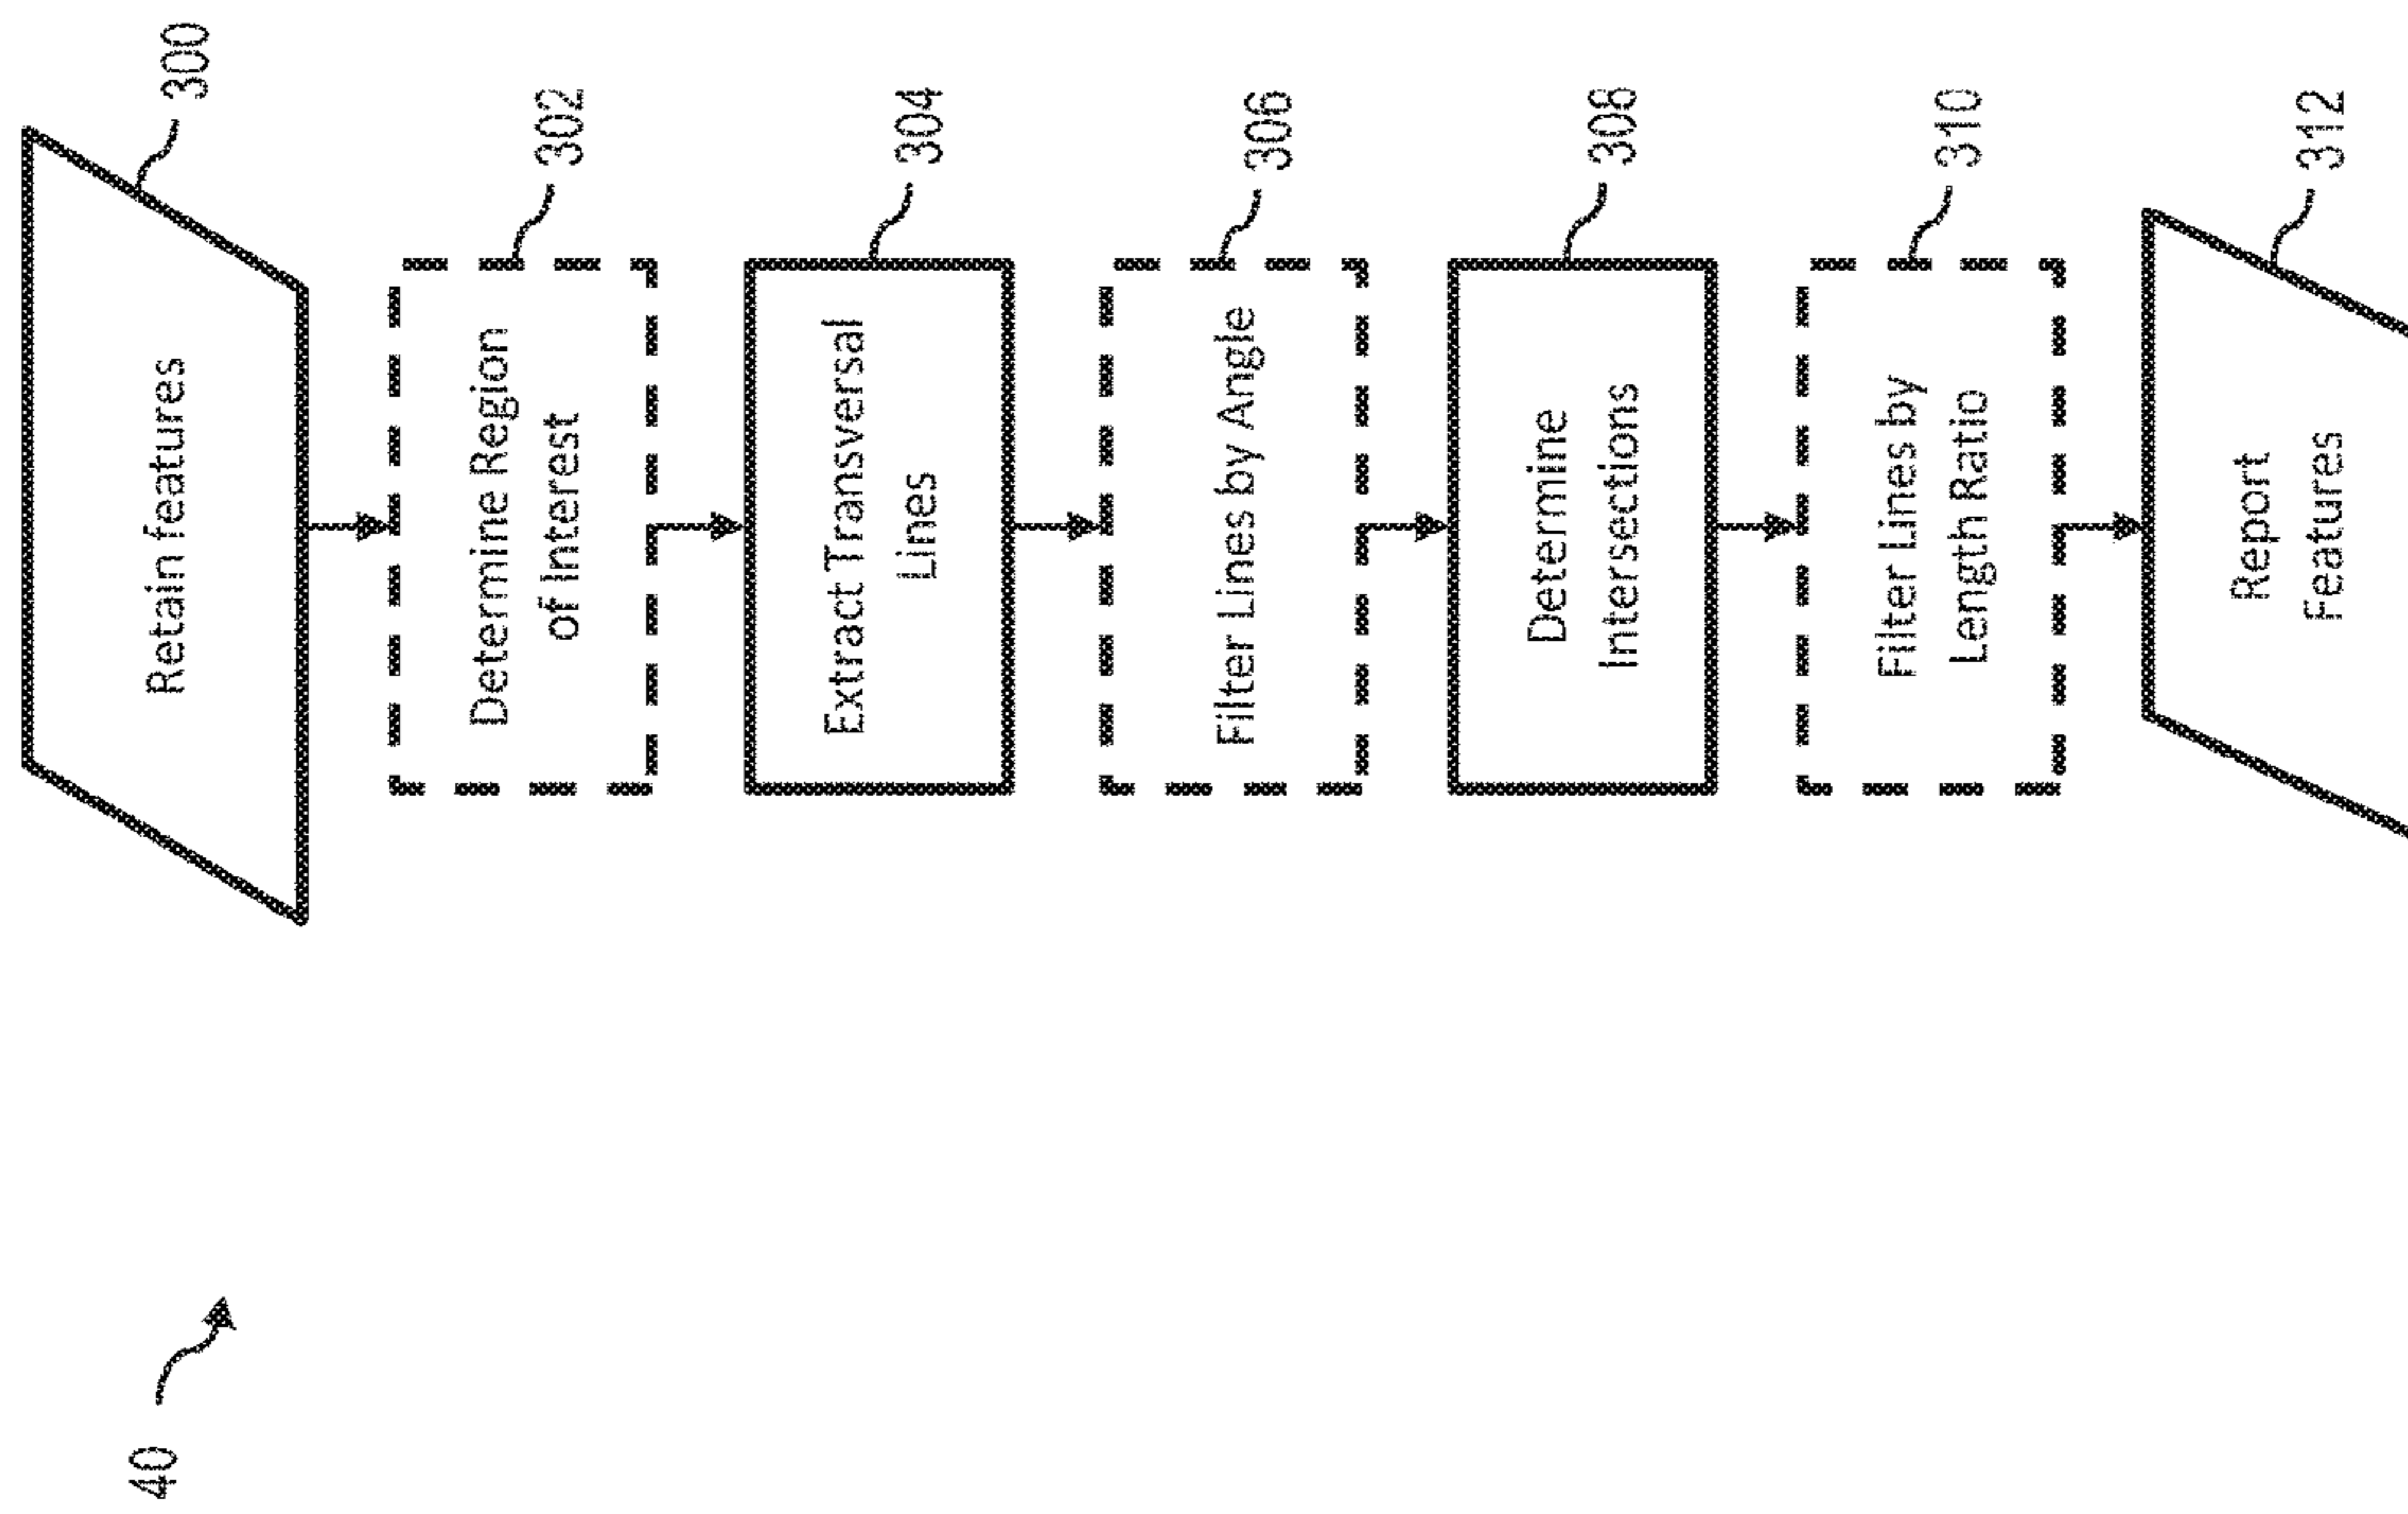 40
Retain features
300
Determine Region
of Interest
302
Extract Transversal
Lines
304
Filter Lines by Angle
306
Determine
Intersections
308
Filter Lines by
Length Ratio
310
Report
Features
312